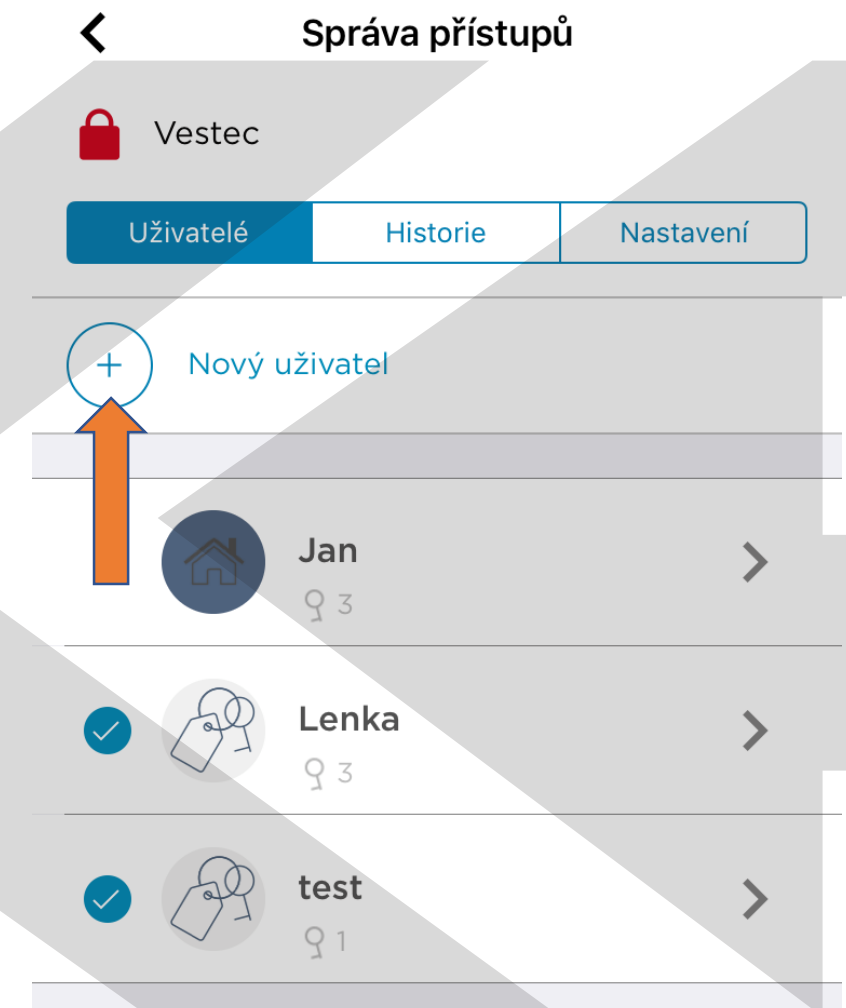 Správa přístupů
Vestec
Uživatelé Historie Nastavení
Nový uživatel
Jan
3
Lenka
3
test
1